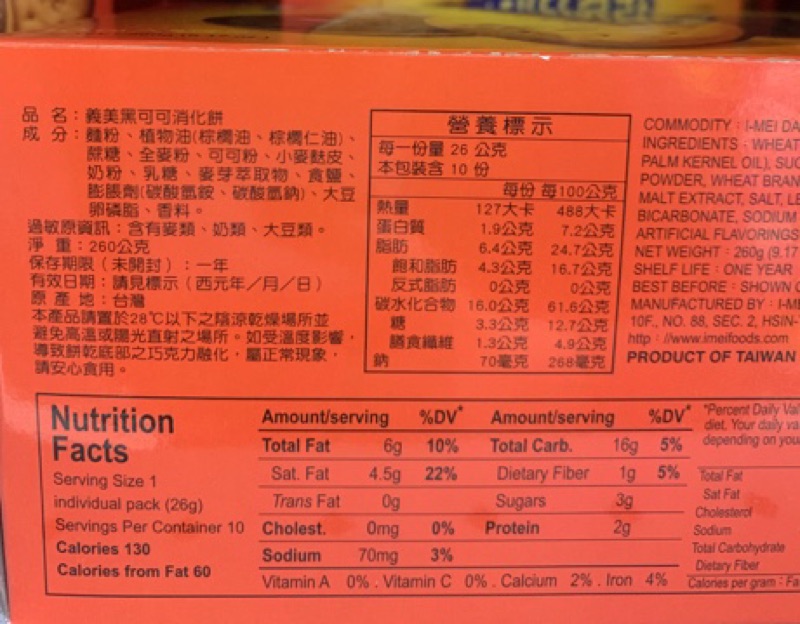 品 名：義美黑可可消化餅
成 分：麵粉、植物油(棕櫚油、棕櫚仁油)、
蔗糖、全麥粉、可可粉、小麥麩皮、
奶粉、乳糖、麥芽萃取物、食鹽、
膨脹劑(碳酸氫銨、碳酸氫鈉)、大豆
卵磷脂、香料。
過敏原資訊：含有麥類、奶類、大豆類。
淨 重：260公克
保存期限（未開封）：一年
有效日期：請見標示（西元年／月／日）
原 產 地：台灣
本產品請置於28℃以下之陰涼乾燥場所並
避免高溫或陽光直射之場所。如受溫度影響，
導致餅乾底部之巧克力融化，屬正常現象，
請安心食用。
營養標示
每一份量 26 公克
本包裝含 10 份
每份 每100公克
熱量 127大卡 488大卡
蛋白質 1.9公克 7.2公克
脂肪 6.4公克 24.7公克
飽和脂肪 4.3公克 16.7公克
反式脂肪 0公克 0公克
碳水化合物 16.0公克 61.6公克
糖 3.3公克 12.7公克
膳食纖維 1.3公克 4.9公克
鈉 70毫克 268毫克
COMMODITY：I-MEI DA
INGREDIENTS：WHEAT
PALM KERNEL OIL), SUG
POWDER, WHEAT BRAN
MALT EXTRACT, SALT, LE
BICARBONATE, SODIUM
ARTIFICIAL FLAVORINGS
NET WEIGHT：260g (9.17
SHELF LIFE：ONE YEAR
BEST BEFORE：SHOWN O
MANUFACTURED BY：I-ME
10F., NO. 88, SEC. 2, HSIN-
http：//www.imeifoods.com
PRODUCT OF TAIWAN
Nutrition
Facts
Serving Size 1
individual pack (26g)
Servings Per Container 10
Calories 130
Calories from Fat 60
Amount/serving %DV* Amount/serving %DV*
Total Fat 6g 10% Total Carb. 16g 5%
Sat. Fat 4.5g 22% Dietary Fiber 1g 5%
Trans Fat 0g Sugars 3g
Cholest. 0mg 0% Protein 2g
Sodium 70mg 3%
Vitamin A 0% . Vitamin C 0% . Calcium 2% . Iron 4%
*Percent Daily Val
diet. Your daily va
depending on you
Total Fat
Sat Fat
Cholesterol
Sodium
Total Carbohydrate
Dietary Fiber
Calories per gram：Fa